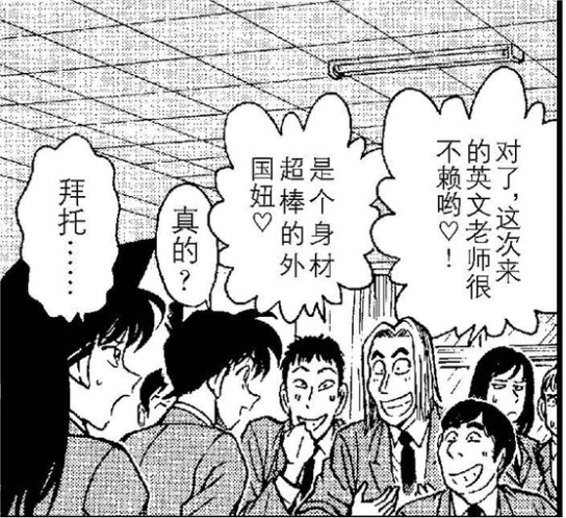 对了，这次来
的英文老师很
不赖哟♡！
是个身材
超棒的外
国妞♡
真的？
拜托……